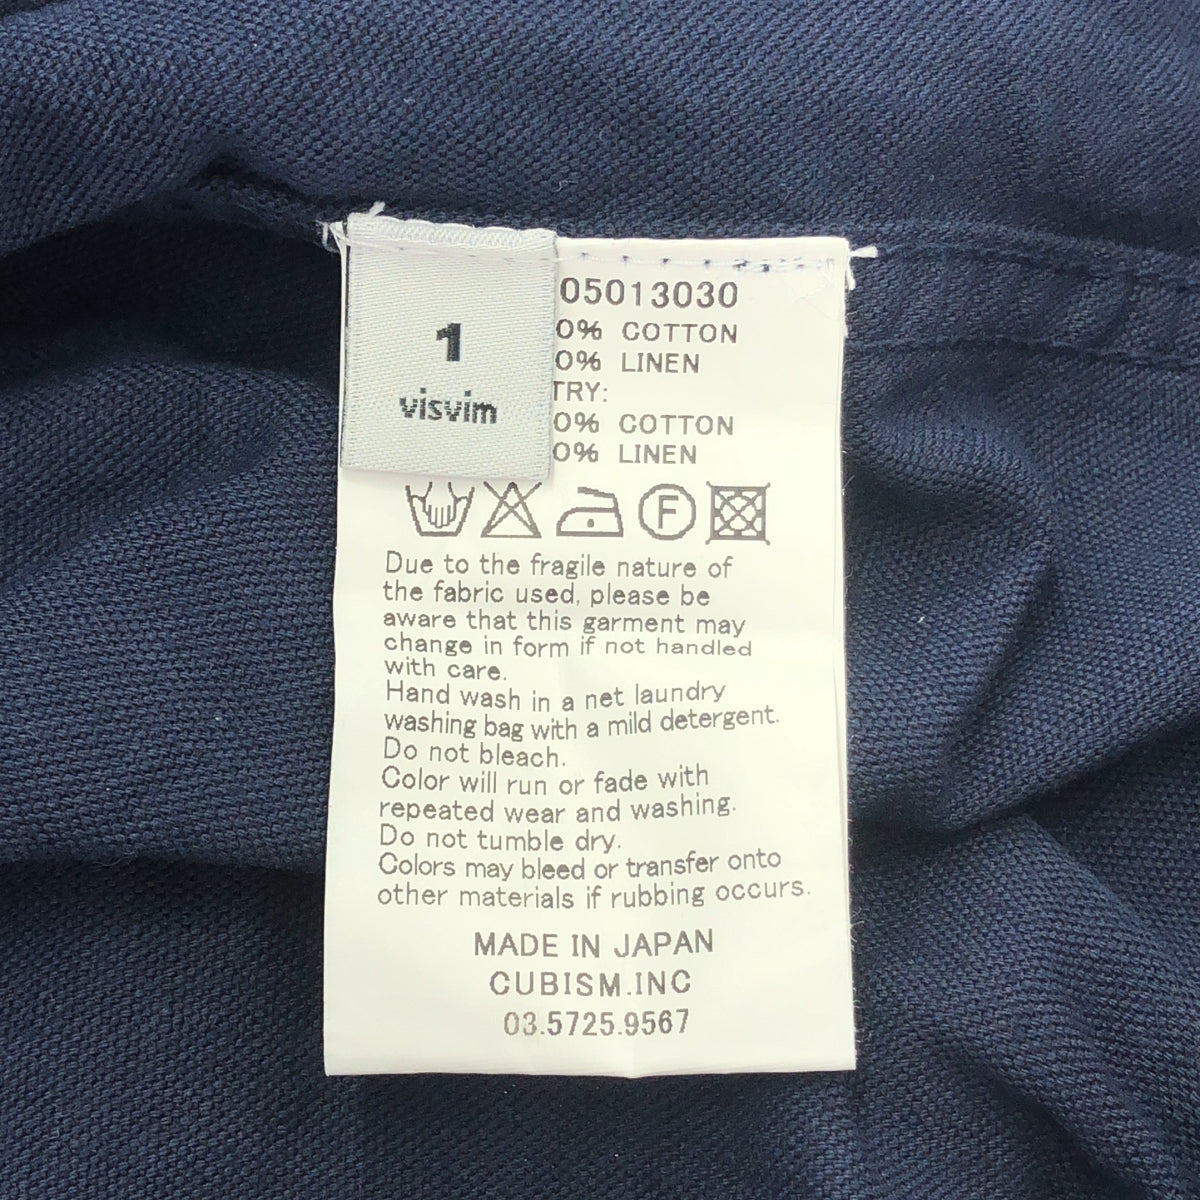 1
visvim
05013030
0% COTTON
0% LINEN
TRY:
0% COTTON
0% LINEN
F
Due to the fragile nature of
the fabric used, please be
aware that this garment may
change in form if not handled
with care.
Hand wash in a net laundry
washing bag with a mild detergent.
Do not bleach.
Color will run or fade with
repeated wear and washing.
Do not tumble dry.
Colors may bleed or transfer onto
other materials if rubbing occurs.
MADE IN JAPAN
CUBISM.INC
03.5725.9567